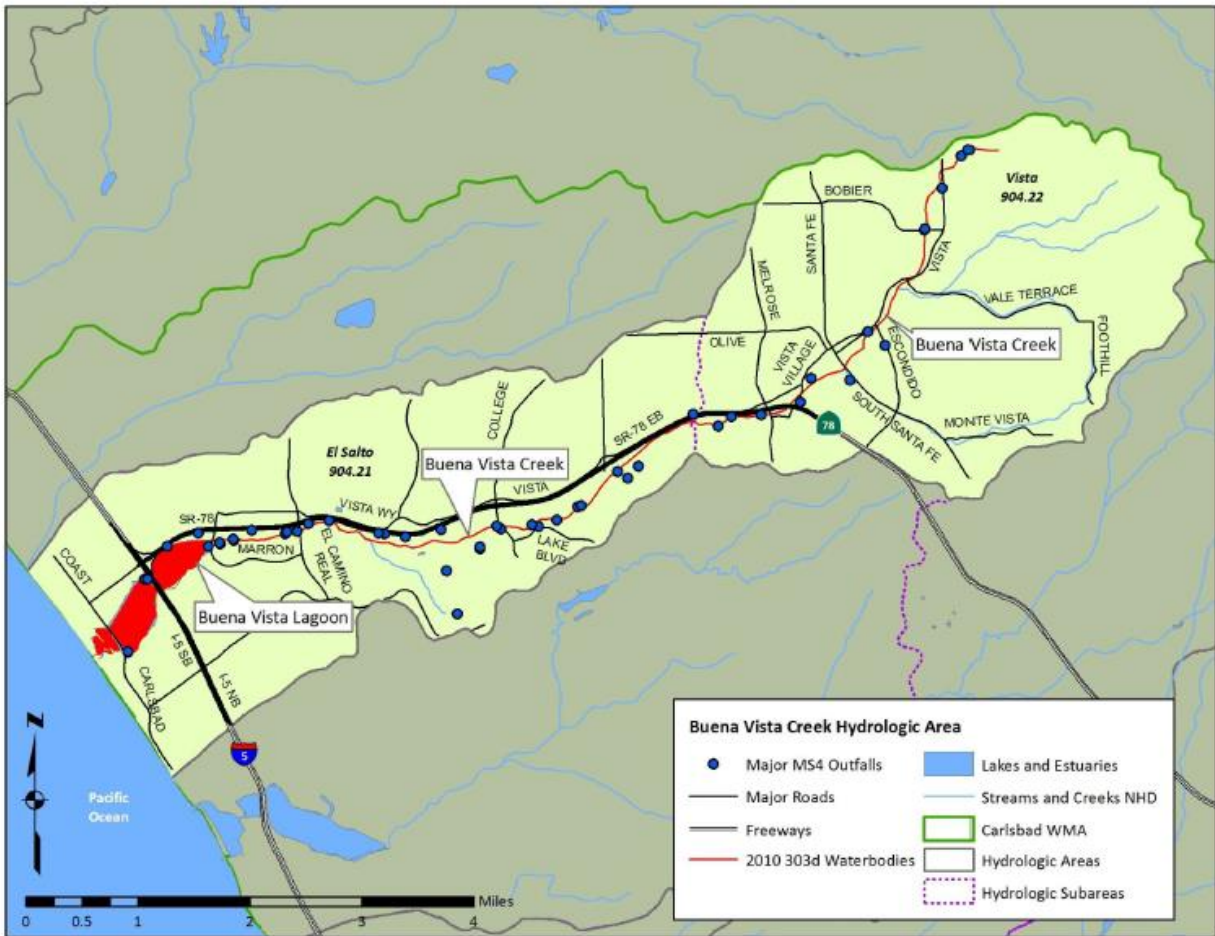 Vista
904.22
BOBIER
SANTA FE
MELROSE
VISTA
VALE TERRACE
FOOTHILL
Buena Vista Creek
OLIVE
VISTA
VILLAGE
ESCONDIDO
SOUTH SANTA FE
MONTE VISTA
78
COLLEGE
SR-78 EB
El Salto
904.21
Buena Vista Creek
VISTA
VISTA WY
SR-78
MARRON
EL CAMINO
REAL
LAKE
BLVD
COAST
Buena Vista Lagoon
I-5 SB
I-5 NB
CARLSBAD
5
N
Pacific
Ocean
Miles
0 0.5 1 2 3 4
Buena Vista Creek Hydrologic Area
Major MS4 Outfalls
Major Roads
Freeways
2010 303d Waterbodies
Lakes and Estuaries
Streams and Creeks NHD
Carlsbad WMA
Hydrologic Areas
Hydrologic Subareas